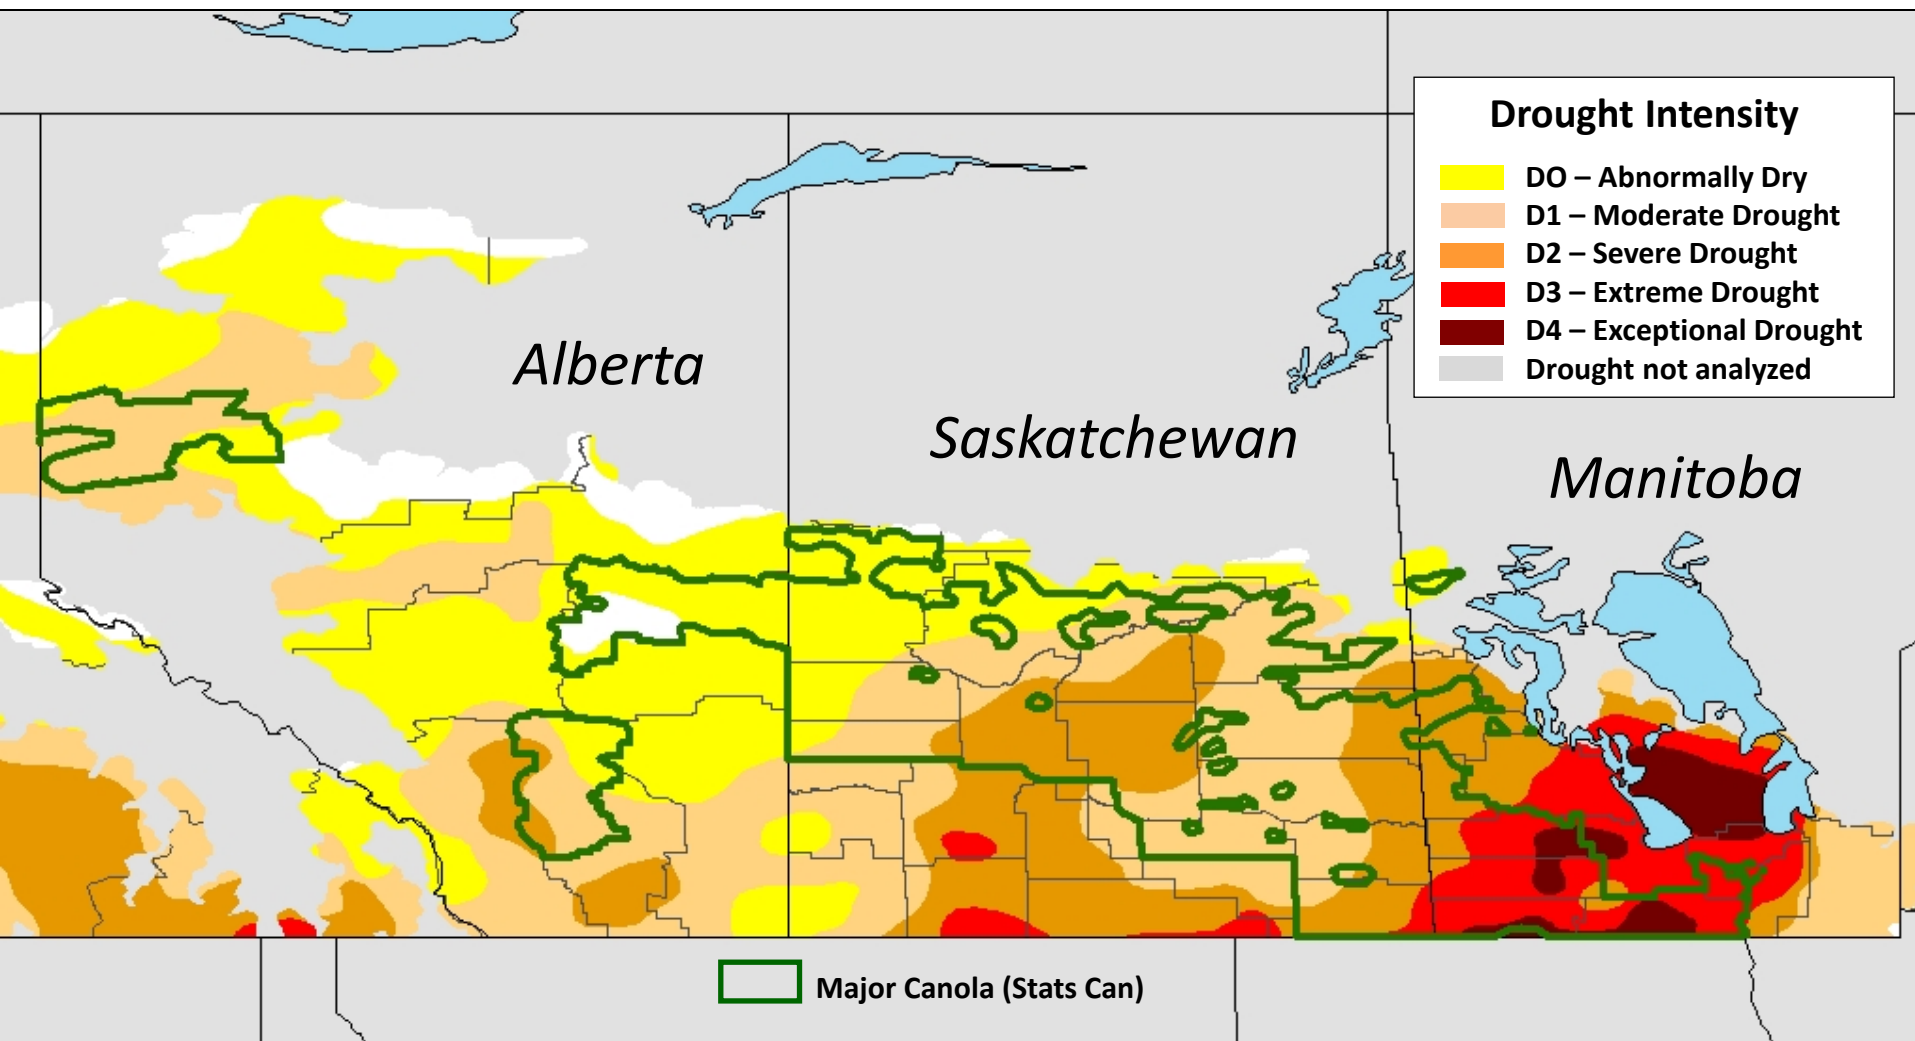 Drought Intensity
DO – Abnormally Dry
D1 – Moderate Drought
D2 – Severe Drought
D3 – Extreme Drought
D4 – Exceptional Drought
Drought not analyzed
Alberta
Saskatchewan
Manitoba
Major Canola (Stats Can)